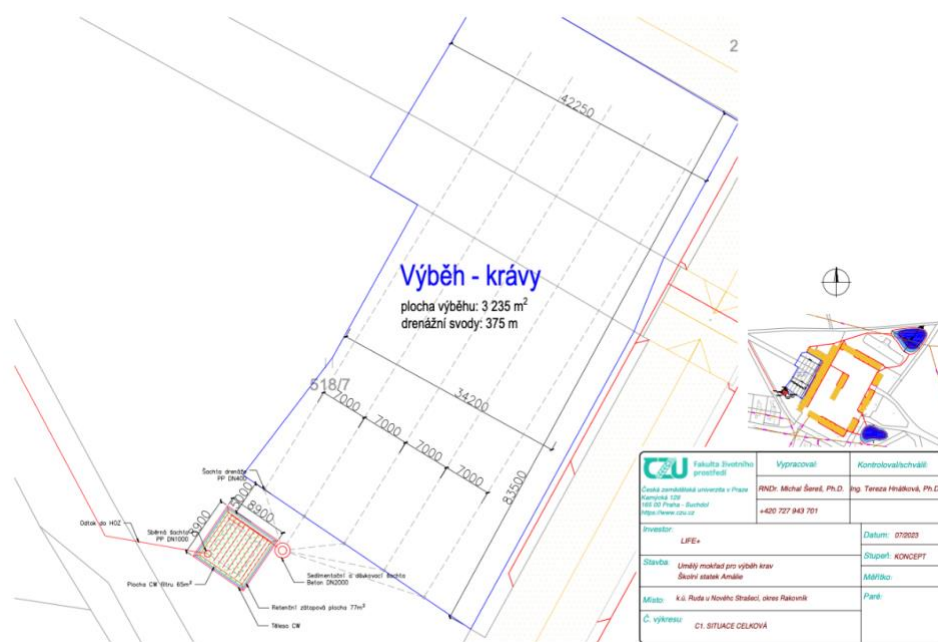 2
42250
Výběh - krávy
plocha výběhu: 3 235 m²
drenážní svody: 375 m
518/7
7000
7000
7000
7000
34200
83500
Šachta drenáže
PP DN400
8900
8900
Odtok do HOZ
Sběrná šachta
PP DN1000
Plocha CW filtru 65m²
Sedimentační a dávkovací šachta
Beton DN2000
Retenční zátopová plocha 77m²
Těleso CW
CZU Fakulta životního
prostředí
Česká zemědělská univerzita v Praze
Kamýcká 129
165 00 Praha - Suchdol
https://www.czu.cz
Vypracoval:
RNDr. Michal Šereš, Ph.D.
+420 727 943 701
Kontroloval/schválil:
Ing. Tereza Hnátková, Ph.D.
Investor:
LIFE+
Stavba:
Umělý mokřad pro výběh krav
Školní statek Amálie
Místo: k.ú. Ruda u Nového Strašecí, okres Rakovník
Č. výkresu:
C1. SITUACE CELKOVÁ
Datum: 07/2023
Stupeň: KONCEPT
Měřítko:
Paré: